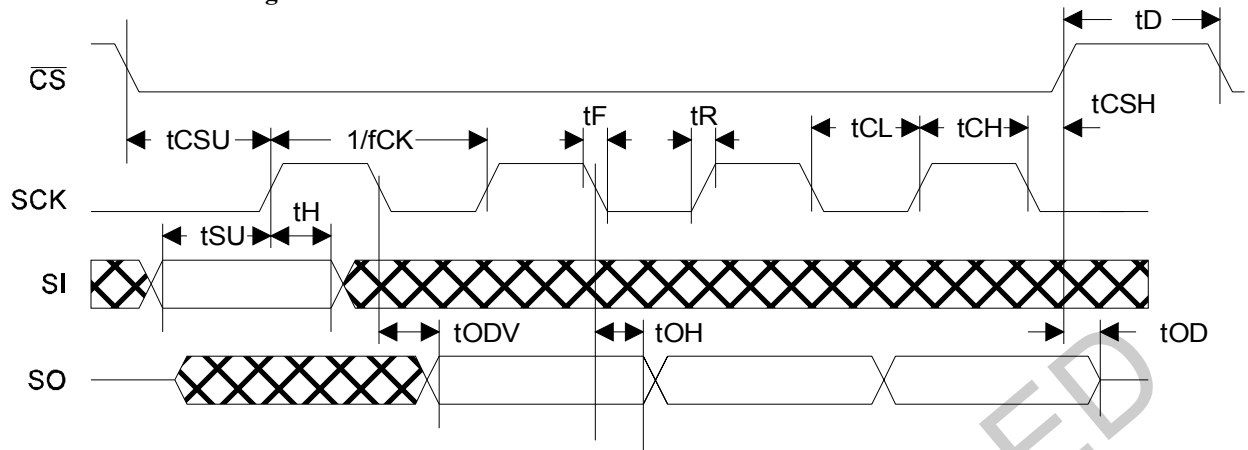 tD
CS
tCSH
tCSU
1/fCK
tF
tR
tCL
tCH
SCK
tSU
tH
SI
tODV
tOH
tOD
SO